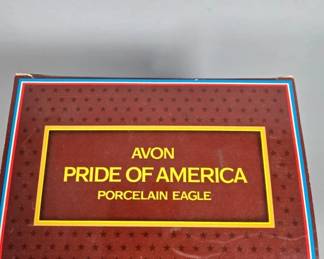 AVON
PRIDE OF AMERICA
PORCELAIN EAGLE